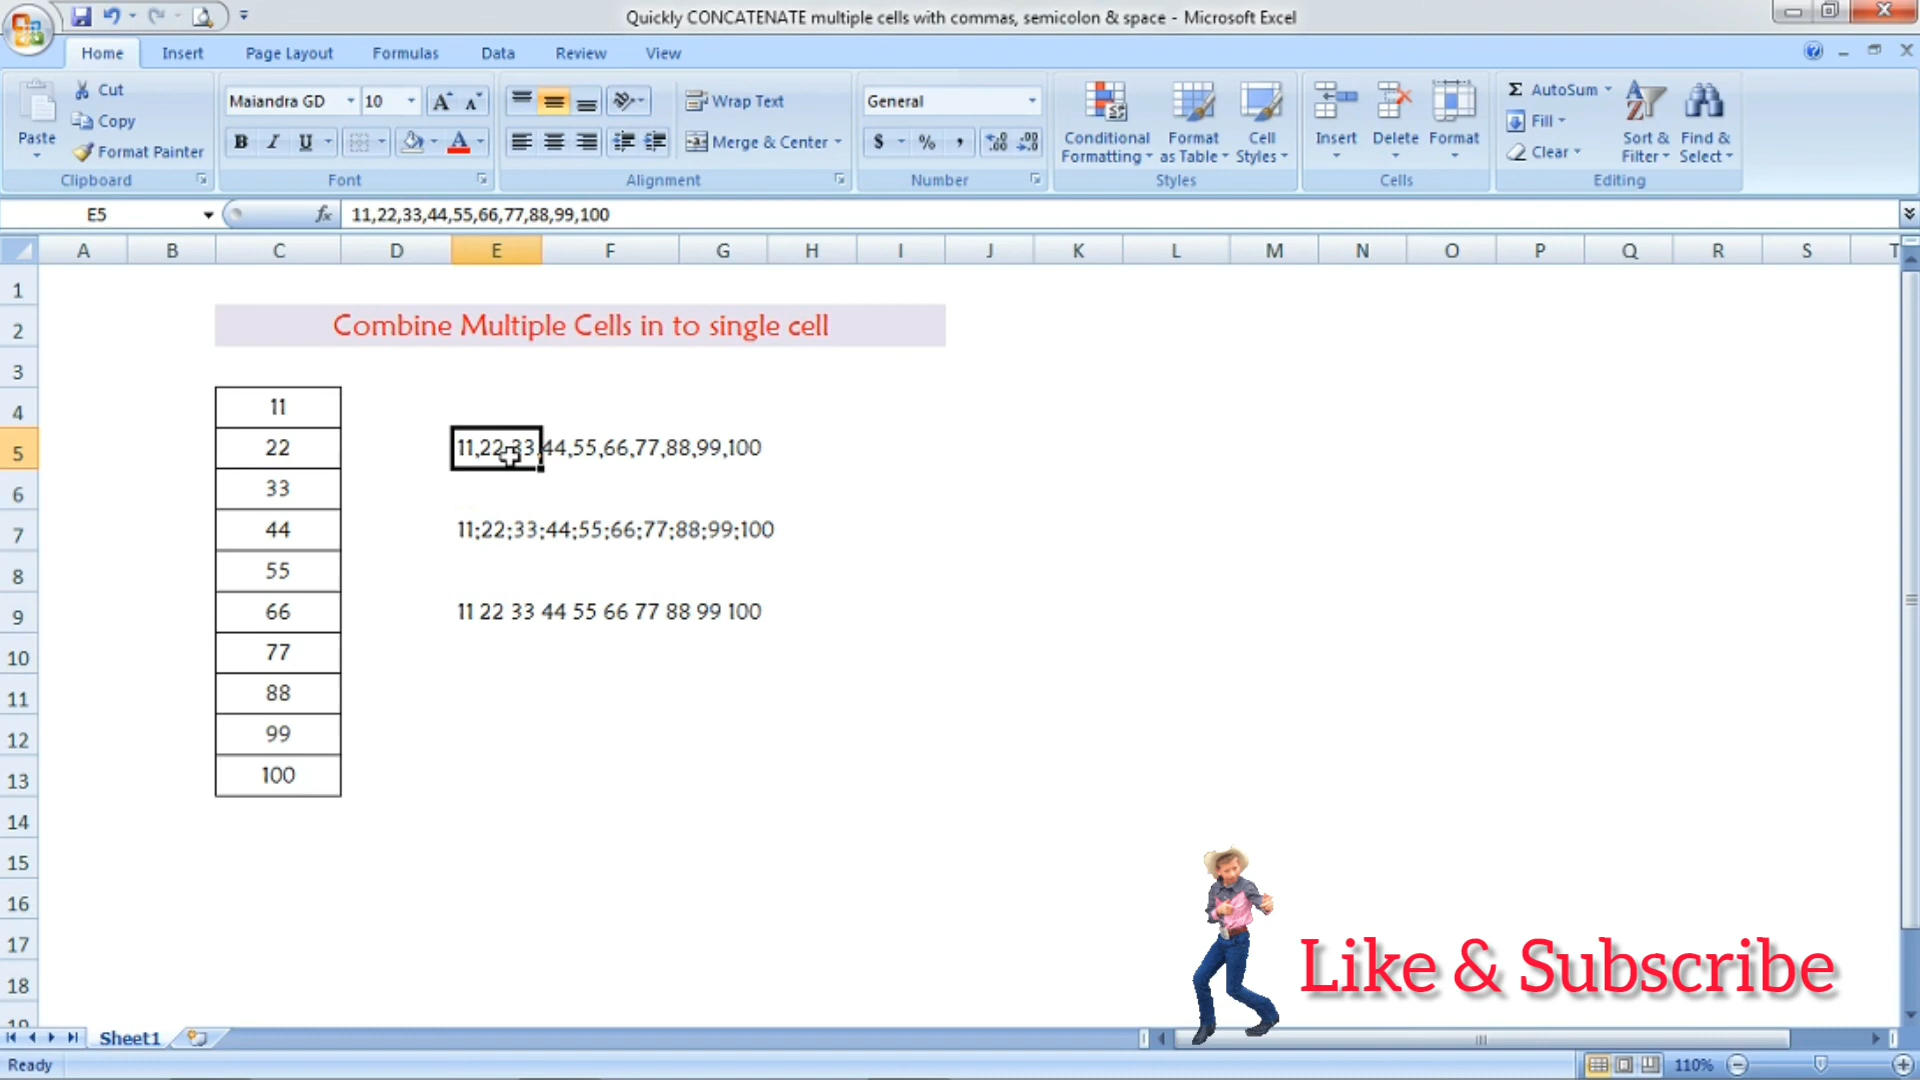 Quickly CONCATENATE multiple cells with commas, semicolon & space - Microsoft Excel
Home Insert Page Layout Formulas Data Review View
Paste
Cut
Copy
Format Painter
Clipboard
Maiandra GD 10
B I U A
Font
Wrap Text
Merge & Center
Alignment
General
$ % ,
Number
Conditional Formatting
Format as Table
Cell Styles
Styles
Insert Delete Format
Cells
Σ AutoSum
Fill
Clear
Sort & Filter
Find & Select
Editing
E5 fx 11,22,33,44,55,66,77,88,99,100
A B C D E F G H I J K L M N O P Q R S T
1
2 Combine Multiple Cells in to single cell
3
4 11
5 22 11,22,33,44,55,66,77,88,99,100
6 33
7 44 11;22;33;44;55;66;77;88;99;100
8 55
9 66 11 22 33 44 55 66 77 88 99 100
10 77
11 88
12 99
13 100
14
15
16
17
18
19
Like & Subscribe
Sheet1
Ready 110%